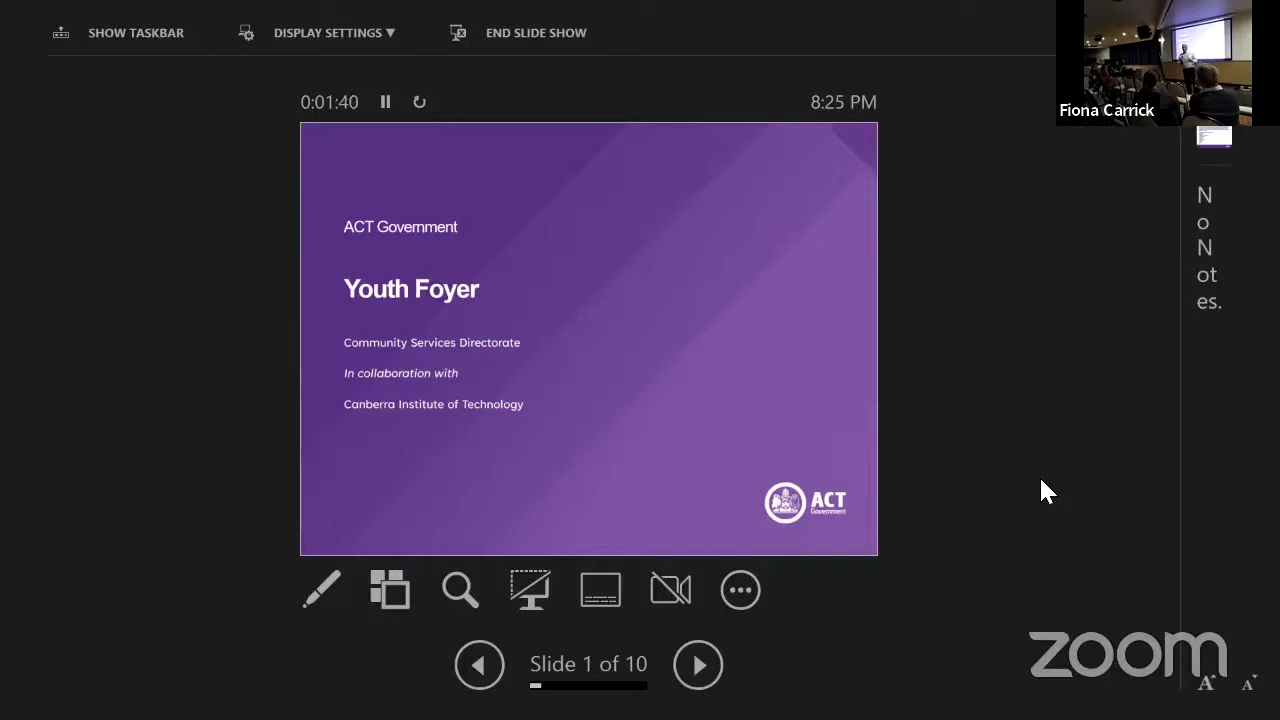 SHOW TASKBAR
DISPLAY SETTINGS ▼
END SLIDE SHOW
Fiona Carrick
0:01:40
8:25 PM
ACT Government
Youth Foyer
Community Services Directorate
In collaboration with
Canberra Institute of Technology
ACT
Government
N
o
N
ot
es.
Slide 1 of 10
zoom
A
A